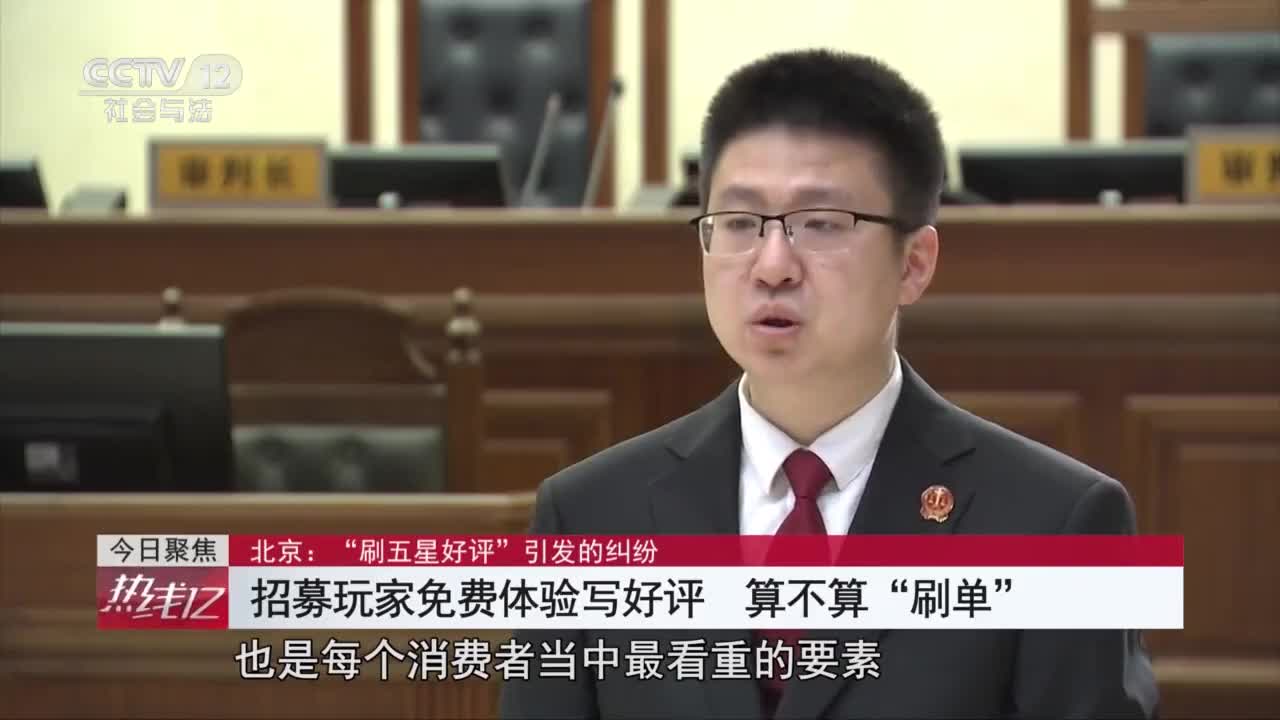 CCTV 12
社会与法
审判长
审判
今日聚焦
北京：“刷五星好评”引发的纠纷
热线12
招募玩家免费体验写好评 算不算“刷单”
也是每个消费者当中最看重的要素